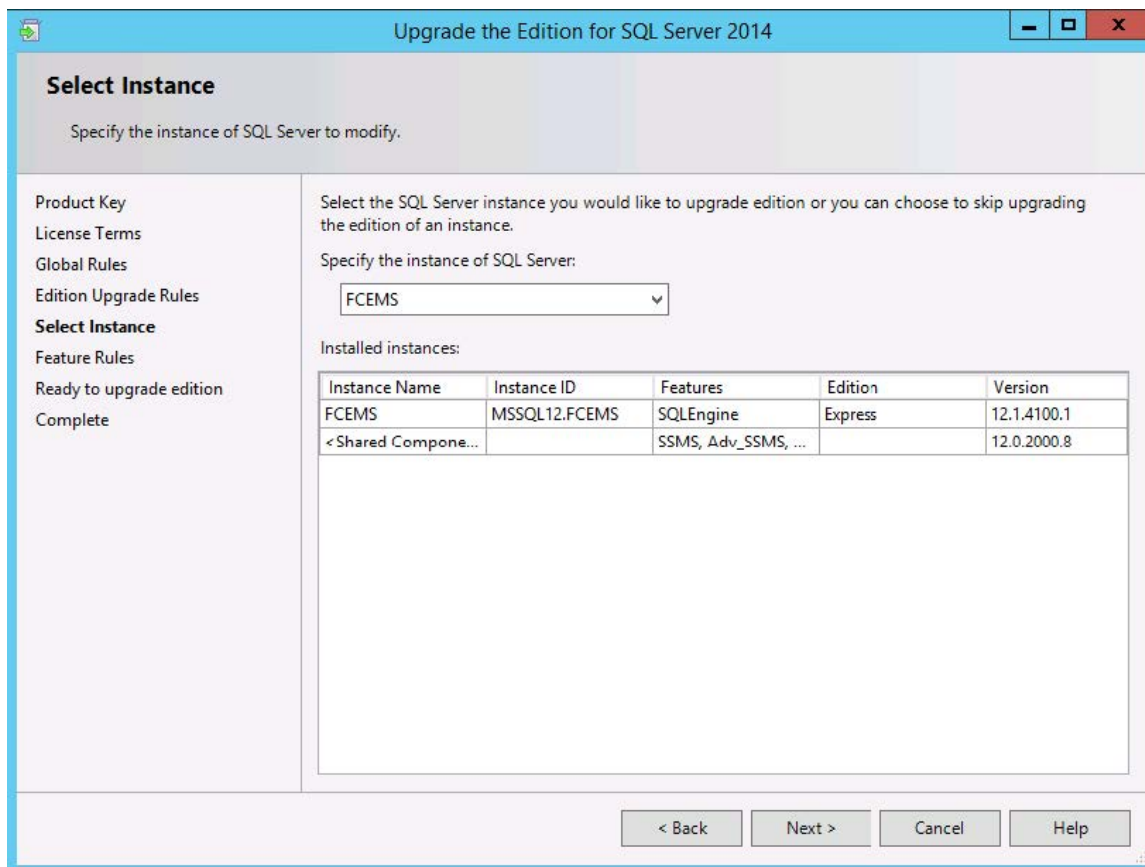 Upgrade the Edition for SQL Server 2014
Select Instance
Specify the instance of SQL Server to modify.
Product Key
License Terms
Global Rules
Edition Upgrade Rules
Select Instance
Feature Rules
Ready to upgrade edition
Complete
Select the SQL Server instance you would like to upgrade edition or you can choose to skip upgrading
the edition of an instance.
Specify the instance of SQL Server:
FCEMS
Installed instances:
Instance Name Instance ID Features Edition Version
FCEMS MSSQL12.FCEMS SQLEngine Express 12.1.4100.1
<Shared Compone... SSMS, Adv_SSMS, ... 12.0.2000.8
< Back Next > Cancel Help